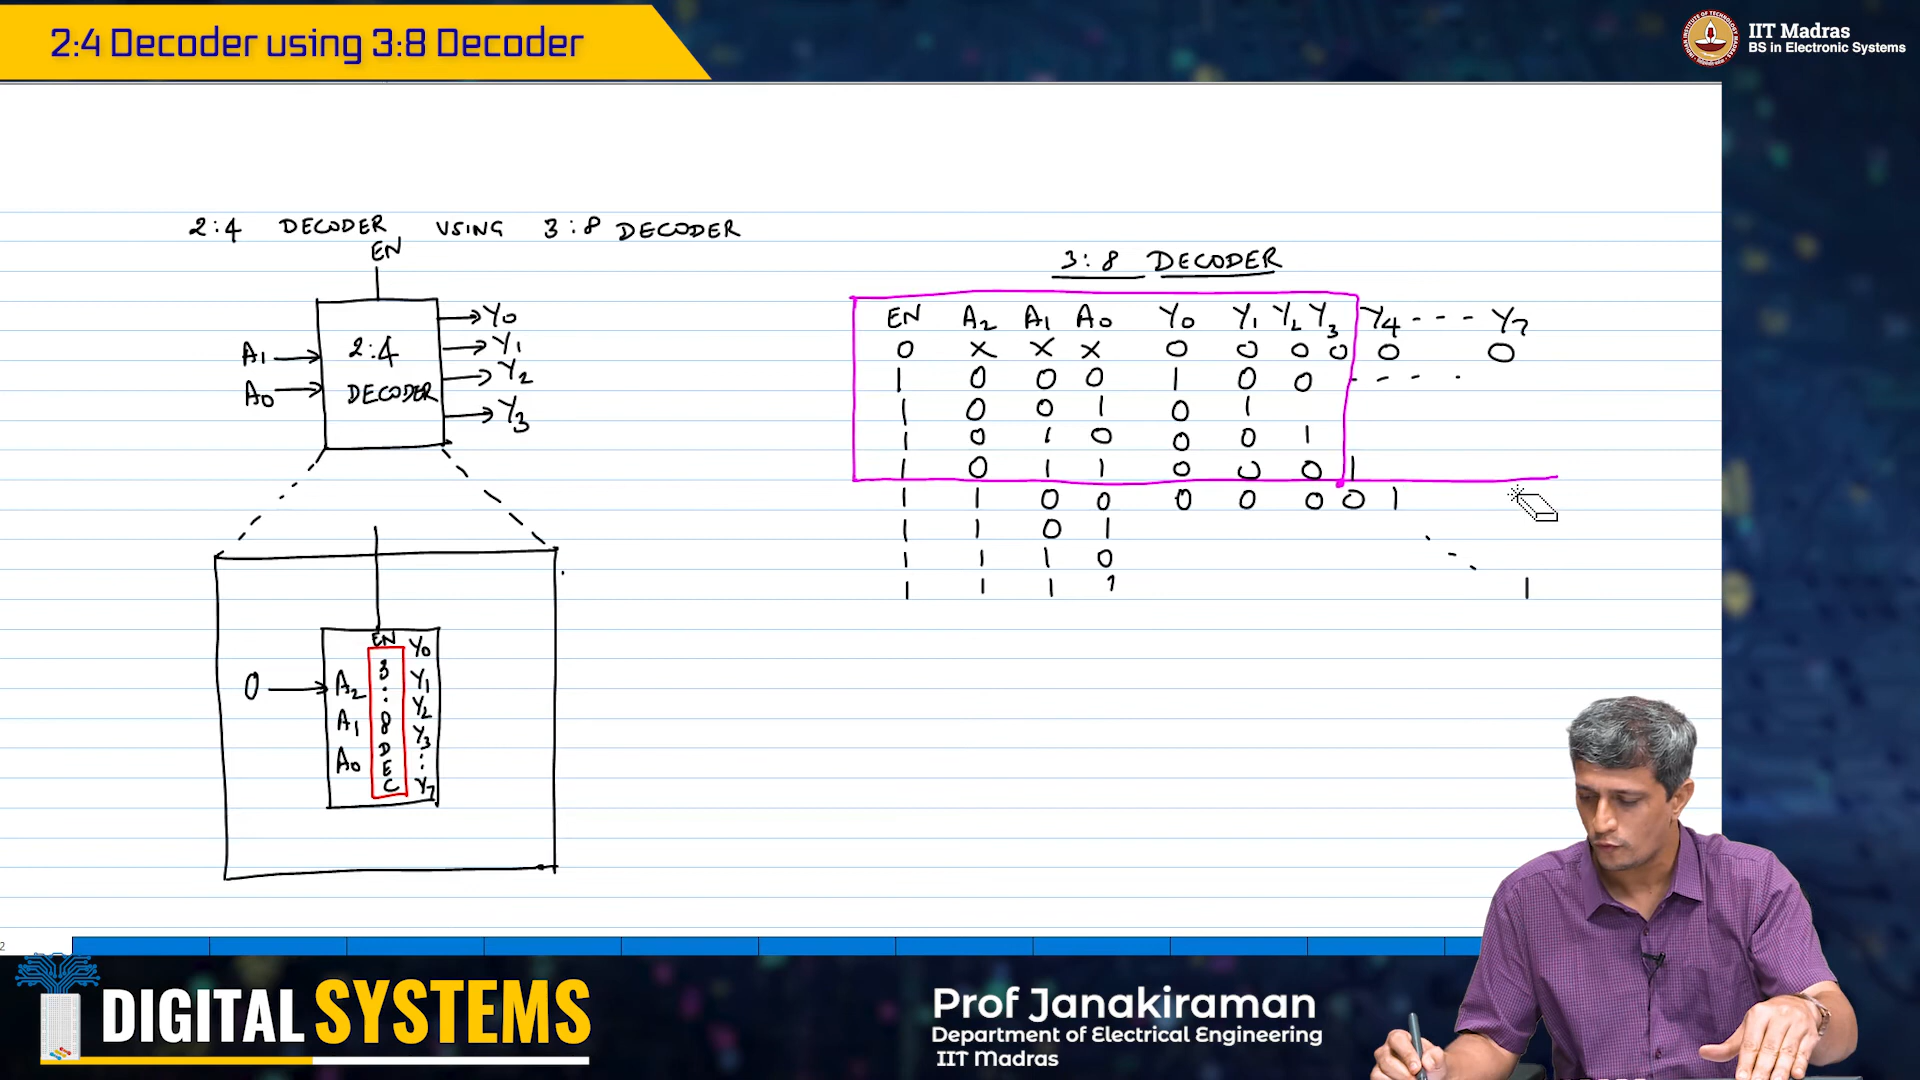 2:4 Decoder using 3:8 Decoder
IIT Madras
BS in Electronic Systems
2:4 DECODER USING 3:8 DECODER
EN
2:4
DECODER
A1
A0
Y0
Y1
Y2
Y3
0
EN
A2
A1
A0
3
:
8
D
E
C
Y0
Y1
Y2
Y3
:
Y7
3:8 DECODER
EN A2 A1 A0 Y0 Y1 Y2 Y3 Y4 - - - - Y7
0 X X X 0 0 0 0 0 0
1 0 0 0 1 0 0 - - - -
1 0 0 1 0 1
1 0 1 0 0 0 1
1 0 1 1 0 0 0 1
1 1 0 0 0 0 0 0 1
1 1 0 1
1 1 1 0
1 1 1 1 1
2
DIGITAL SYSTEMS
Prof Janakiraman
Department of Electrical Engineering
IIT Madras